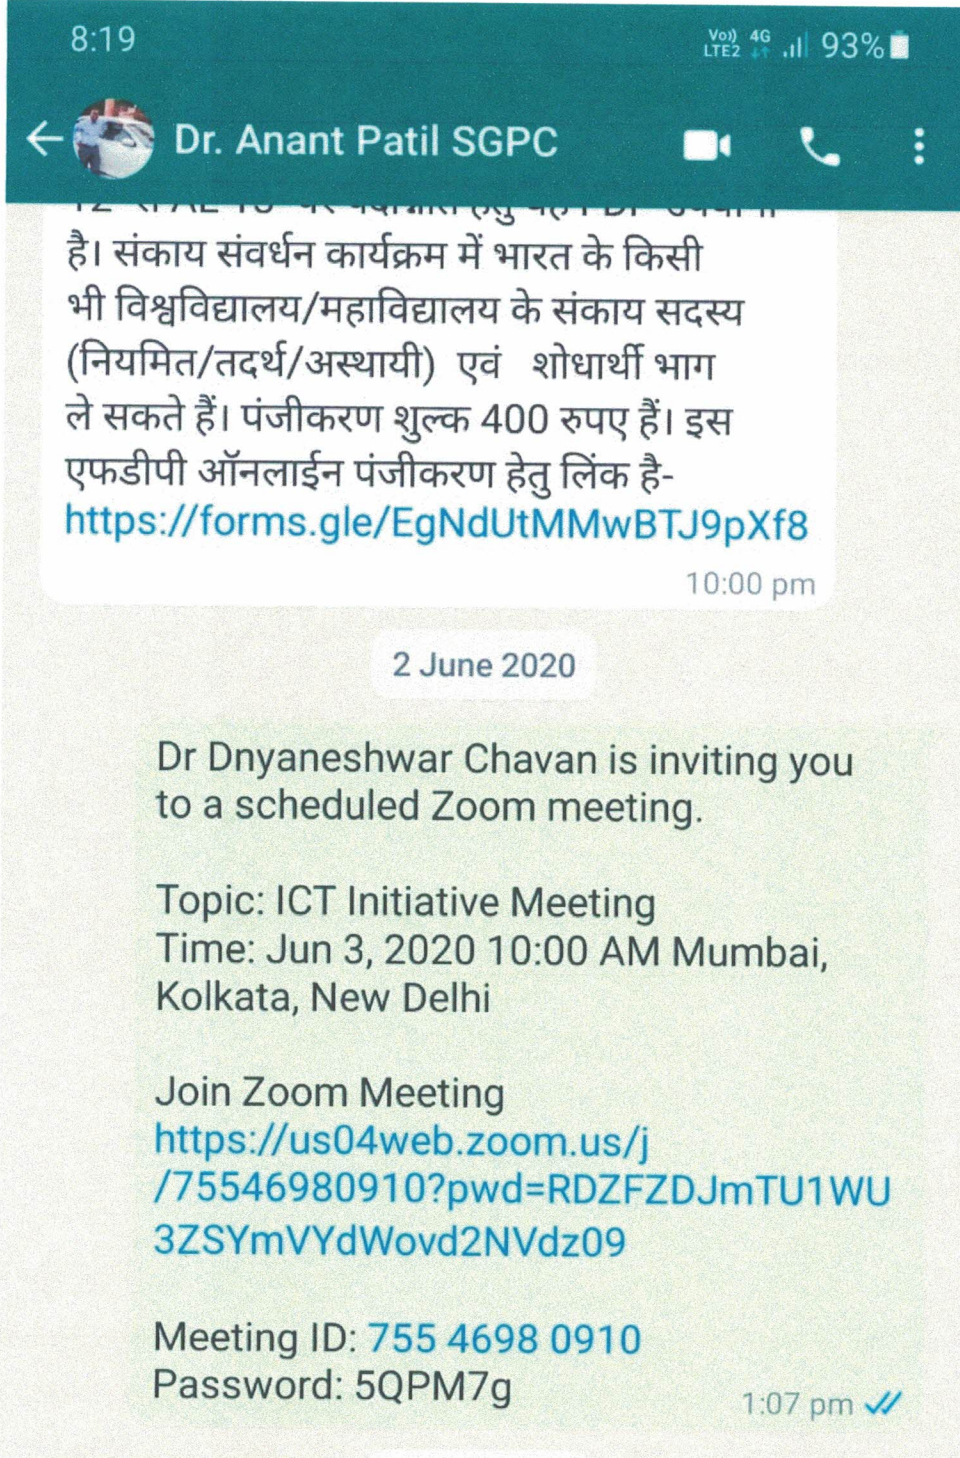 8:19
Vo)) 4G
LTE2
93%
Dr. Anant Patil SGPC
है। संकाय संवर्धन कार्यक्रम में भारत के किसी
भी विश्वविद्यालय/महाविद्यालय के संकाय सदस्य
(नियमित/तदर्थ/अस्थायी) एवं शोधार्थी भाग
ले सकते हैं। पंजीकरण शुल्क 400 रुपए हैं। इस
एफडीपी ऑनलाईन पंजीकरण हेतु लिंक है-
https://forms.gle/EgNdUtMMwBTJ9pXf8
10:00 pm
2 June 2020
Dr Dnyaneshwar Chavan is inviting you
to a scheduled Zoom meeting.
Topic: ICT Initiative Meeting
Time: Jun 3, 2020 10:00 AM Mumbai,
Kolkata, New Delhi
Join Zoom Meeting
https://us04web.zoom.us/j
/75546980910?pwd=RDZFZDJmTU1WU
3ZSYmVYdWovd2NVdz09
Meeting ID: 755 4698 0910
Password: 5QPM7g
1:07 pm